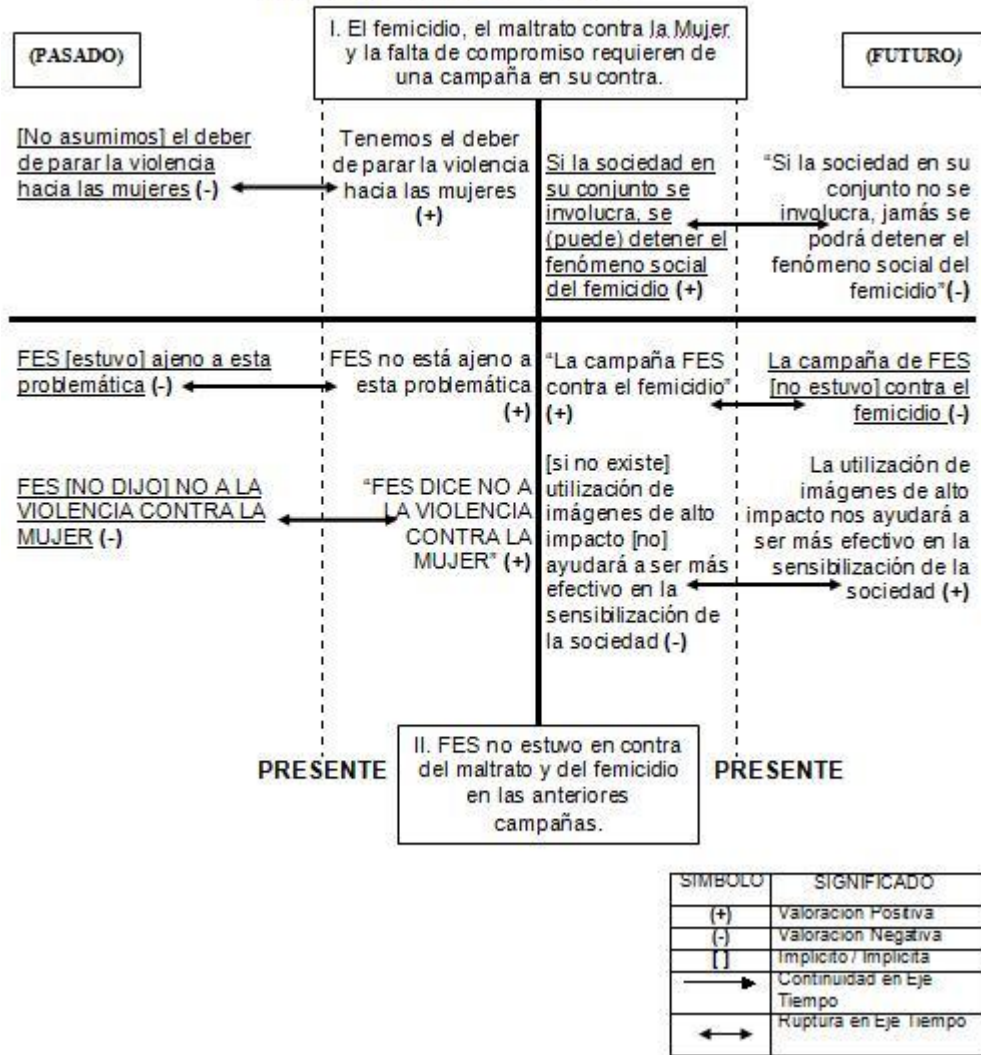 I. El femicidio, el maltrato contra la Mujer
y la falta de compromiso requieren de
una campaña en su contra.
(PASADO)
(FUTURO)
[No asumimos] el deber
de parar la violencia
hacia las mujeres (-)
Tenemos el deber
de parar la violencia
hacia las mujeres
(+)
Si la sociedad en
su conjunto se
involucra, se
(puede) detener el
fenómeno social
del femicidio (+)
“Si la sociedad en su
conjunto no se
involucra, jamás se
podrá detener el
fenómeno social del
femicidio”(-)
FES [estuvo] ajeno a esta
problemática (-)
FES no está ajeno a
esta problemática
(+)
“La campaña FES
contra el femicidio”
(+)
La campaña de FES
[no estuvo] contra el
femicidio (-)
FES [NO DIJO] NO A LA
VIOLENCIA CONTRA LA
MUJER (-)
“FES DICE NO A
LA VIOLENCIA
CONTRA LA
MUJER” (+)
[si no existe]
utilización de
imágenes de alto
impacto [no]
ayudará a ser más
efectivo en la
sensibilización de
la sociedad (-)
La utilización de
imágenes de alto
impacto nos ayudará a
ser más efectivo en la
sensibilización de la
sociedad (+)
PRESENTE
II. FES no estuvo en contra
del maltrato y del femicidio
en las anteriores
campañas.
PRESENTE
SIMBOLO SIGNIFICADO
(+) Valoración Positiva
(-) Valoración Negativa
[ ] Implícito / Implícita
Continuidad en Eje
Tiempo
Ruptura en Eje Tiempo